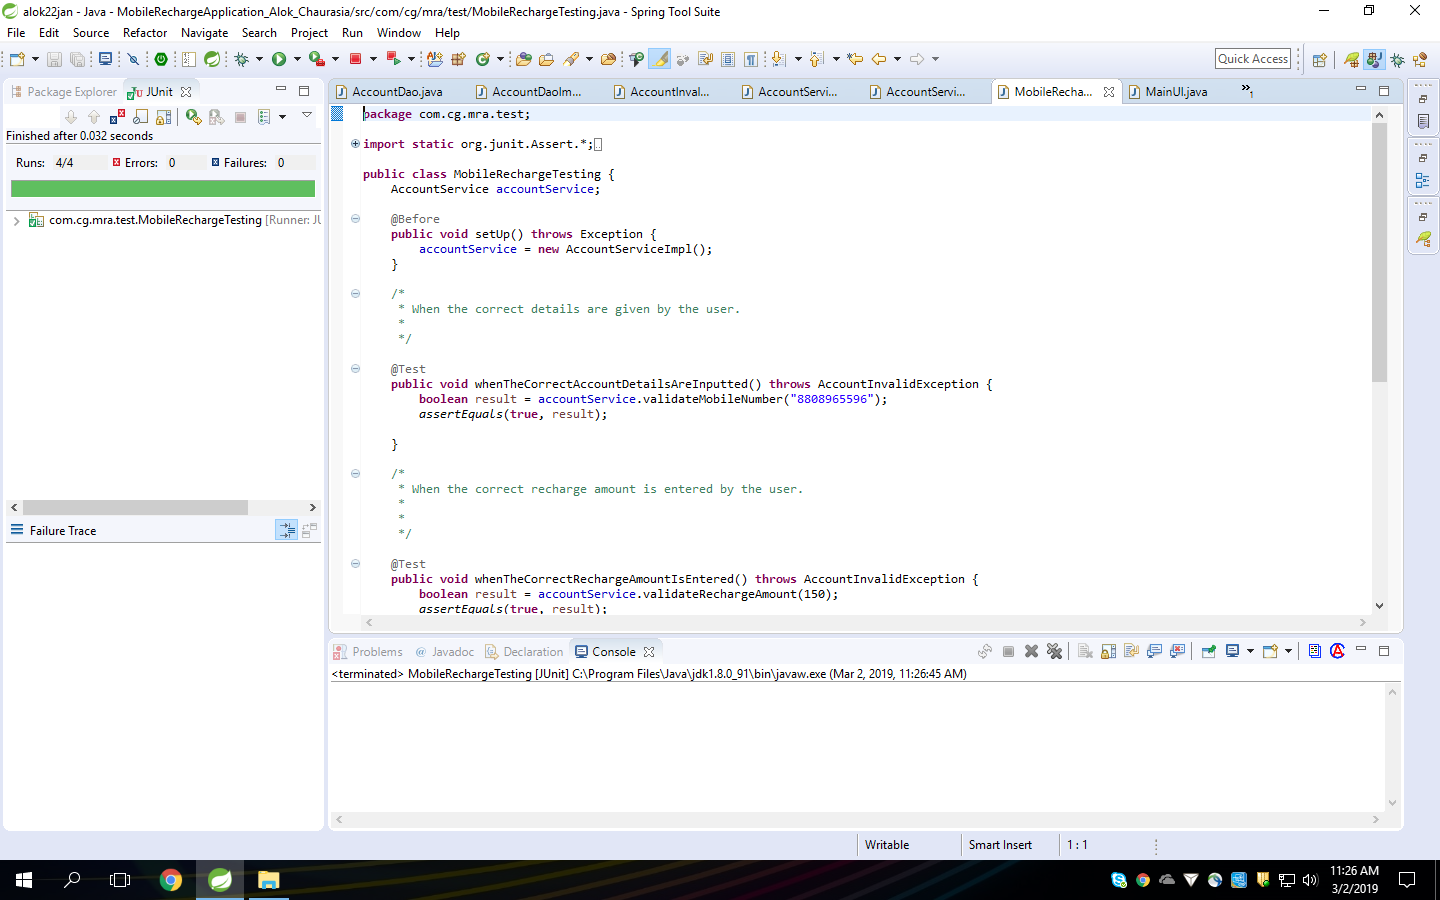 alok22jan - Java - MobileRechargeApplication_Alok_Chaurasia/src/com/cg/mra/test/MobileRechargeTesting.java - Spring Tool Suite
File Edit Source Refactor Navigate Search Project Run Window Help
Quick Access
Package Explorer JUnit
Finished after 0.032 seconds
Runs: 4/4 Errors: 0 Failures: 0
com.cg.mra.test.MobileRechargeTesting [Runner: JU
Failure Trace
AccountDao.java AccountDaoIm... AccountInval... AccountServi... AccountServi... MobileRecha... MainUI.java »1
package com.cg.mra.test;
import static org.junit.Assert.*;
public class MobileRechargeTesting {
AccountService accountService;
@Before
public void setUp() throws Exception {
accountService = new AccountServiceImpl();
}
/*
* When the correct details are given by the user.
*
*/
@Test
public void whenTheCorrectAccountDetailsAreInputted() throws AccountInvalidException {
boolean result = accountService.validateMobileNumber("8808965596");
assertEquals(true, result);
}
/*
* When the correct recharge amount is entered by the user.
*
*
*/
@Test
public void whenTheCorrectRechargeAmountIsEntered() throws AccountInvalidException {
boolean result = accountService.validateRechargeAmount(150);
assertEquals(true, result);
Problems @ Javadoc Declaration Console
<terminated> MobileRechargeTesting [JUnit] C:\Program Files\Java\jdk1.8.0_91\bin\javaw.exe (Mar 2, 2019, 11:26:45 AM)
Writable Smart Insert 1 : 1
11:26 AM
3/2/2019